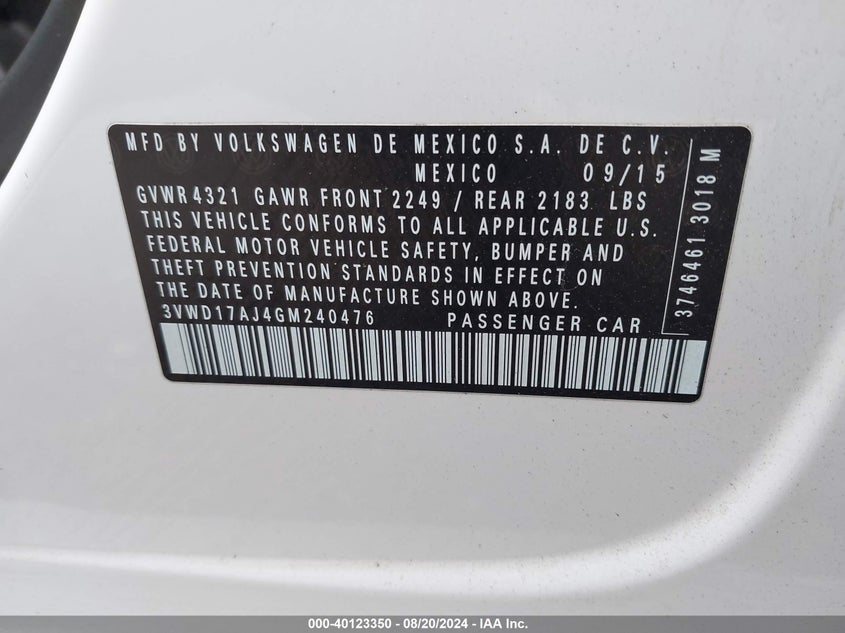 MFD BY VOLKSWAGEN DE MEXICO S.A. DE C.V.
MEXICO 09/15
GVWR 4321 GAWR FRONT 2249 / REAR 2183 LBS
THIS VEHICLE CONFORMS TO ALL APPLICABLE U.S.
FEDERAL MOTOR VEHICLE SAFETY, BUMPER AND
THEFT PREVENTION STANDARDS IN EFFECT ON
THE DATE OF MANUFACTURE SHOWN ABOVE.
3VWD17AJ4GM240476 PASSENGER CAR
3746461 3018 M
000-40123350 - 08/20/2024 - IAA Inc.